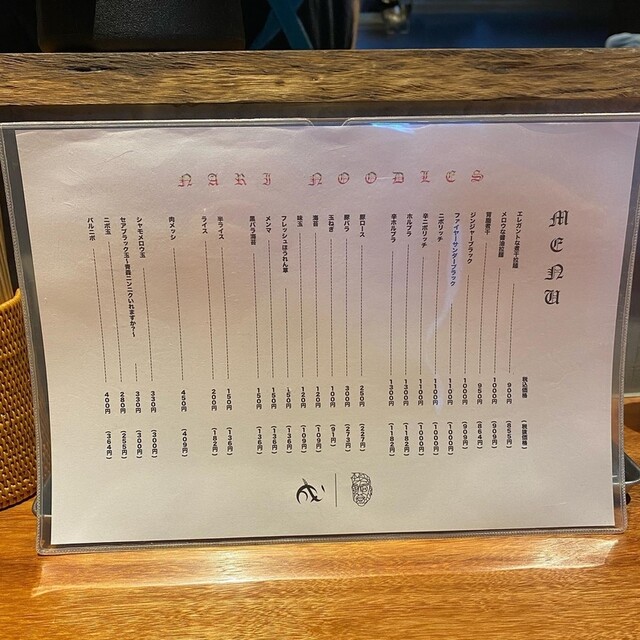 NARI NOODLES
MENU
税込価格 (税抜価格)
エレガントな煮干拉麺 900円 (855円)
メロウな醤油拉麺 1000円 (909円)
背脂煮干 950円 (864円)
ジンジャーブラック 1000円 (909円)
ファイヤーサンダーブラック 1100円 (1000円)
ニボリッチ 1100円 (1000円)
辛ニボリッチ 1100円 (1000円)
ホルブラ 1300円 (1182円)
辛ホルブラ 1300円 (1182円)
豚ロース 250円 (227円)
豚バラ 300円 (273円)
玉ねぎ 100円 (91円)
海苔 120円 (109円)
味玉 120円 (109円)
フレッシュほうれん草 150円 (136円)
メンマ 150円 (136円)
黒バラ海苔 150円 (136円)
半ライス 150円 (136円)
ライス 200円 (182円)
肉メッシ 450円 (409円)
シャモメロウ玉 330円 (300円)
セアブラック玉〜青森ニンニクいれますか？〜 330円 (300円)
ニボ玉 280円 (255円)
バルニボ 400円 (364円)